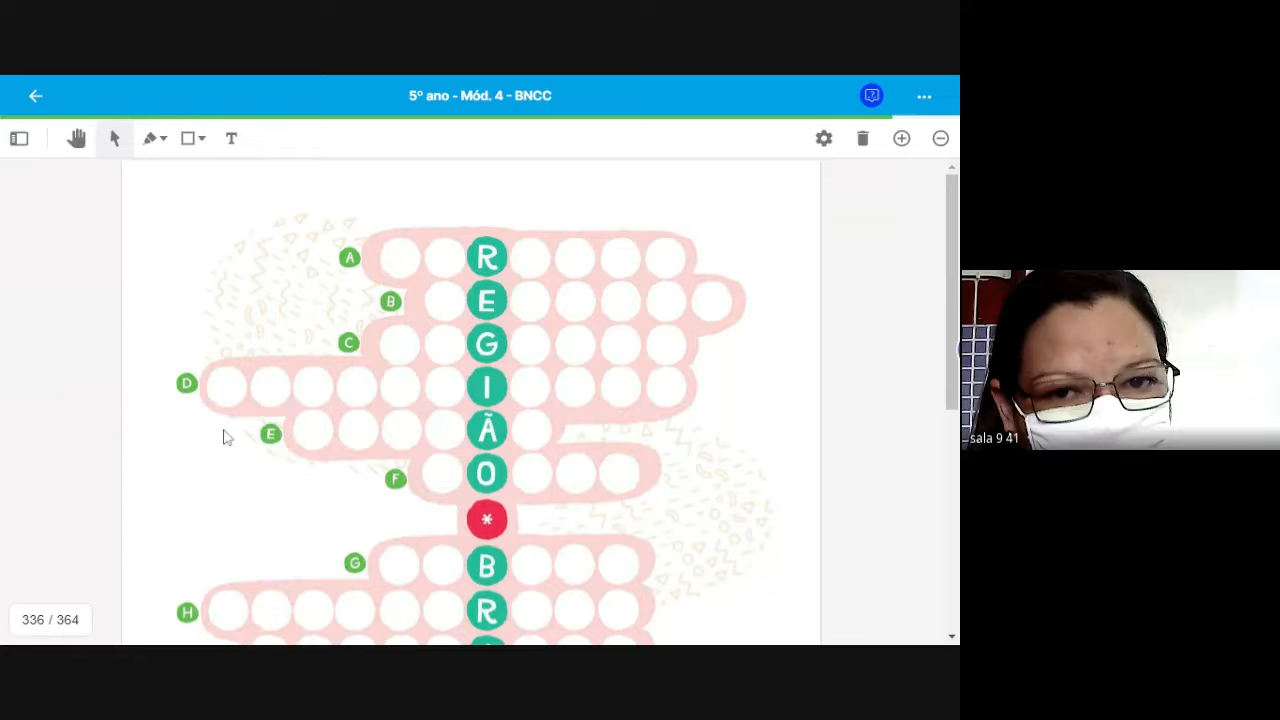 5º ano - Mód. 4 - BNCC
?
T
A R
B E
C G
D I
E Ã
F O
*
G B
H R
336 / 364
sala 9 41